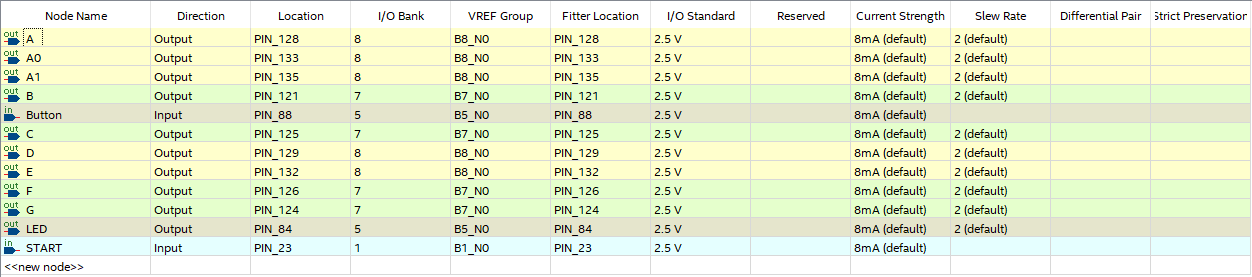 Node Name Direction Location I/O Bank VREF Group Fitter Location I/O Standard Reserved Current Strength Slew Rate Differential Pair Strict Preservation
out A Output PIN_128 8 B8_N0 PIN_128 2.5 V 8mA (default) 2 (default)
out A0 Output PIN_133 8 B8_N0 PIN_133 2.5 V 8mA (default) 2 (default)
out A1 Output PIN_135 8 B8_N0 PIN_135 2.5 V 8mA (default) 2 (default)
out B Output PIN_121 7 B7_N0 PIN_121 2.5 V 8mA (default) 2 (default)
in Button Input PIN_88 5 B5_N0 PIN_88 2.5 V 8mA (default)
out C Output PIN_125 7 B7_N0 PIN_125 2.5 V 8mA (default) 2 (default)
out D Output PIN_129 8 B8_N0 PIN_129 2.5 V 8mA (default) 2 (default)
out E Output PIN_132 8 B8_N0 PIN_132 2.5 V 8mA (default) 2 (default)
out F Output PIN_126 7 B7_N0 PIN_126 2.5 V 8mA (default) 2 (default)
out G Output PIN_124 7 B7_N0 PIN_124 2.5 V 8mA (default) 2 (default)
out LED Output PIN_84 5 B5_N0 PIN_84 2.5 V 8mA (default) 2 (default)
in START Input PIN_23 1 B1_N0 PIN_23 2.5 V 8mA (default)
<<new node>>